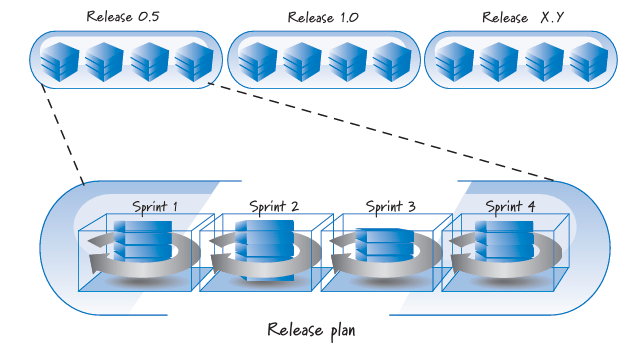 Release 0.5
Release 1.0
Release X.Y
Sprint 1
Sprint 2
Sprint 3
Sprint 4
Release plan